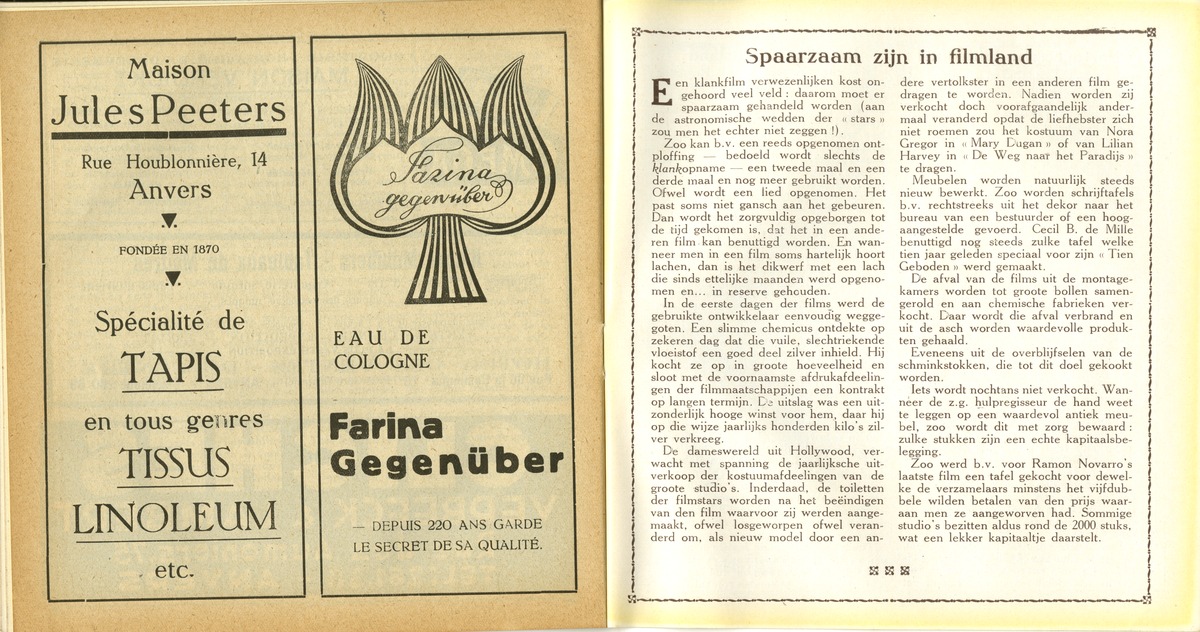 Maison
Jules Peeters
Rue Houblonnière, 14
Anvers
FONDÉE EN 1870
Spécialité de
TAPIS
en tous genres
TISSUS
LINOLEUM
etc.
Farina
gegenüber
EAU DE
COLOGNE
Farina
Gegenüber
— DEPUIS 220 ANS GARDE
LE SECRET DE SA QUALITÉ.
Spaarzaam zijn in filmland
Een klankfilm verwezenlijken kost on-
gehoord veel veld : daarom moet er
spaarzaam gehandeld worden (aan
de astronomische wedden der « stars »
zou men het echter niet zeggen !).
Zoo kan b.v. een reeds opgenomen ont-
ploffing — bedoeld wordt slechts de
klankopname — een tweede maal en een
derde maal en nog meer gebruikt worden.
Ofwel wordt een lied opgenomen. Het
past soms niet gansch aan het gebeuren.
Dan wordt het zorgvuldig opgeborgen tot
de tijd gekomen is, dat het in een ande-
ren film kan benuttigd worden. En wan-
neer men in een film soms hartelijk hoort
lachen, dan is het dikwerf met een lach
die sinds ettelijke maanden werd opgeno-
men en... in reserve gehouden.
In de eerste dagen der films werd de
gebruikte ontwikkelaar eenvoudig wegge-
goten. Een slimme chemicus ontdekte op
zekeren dag dat die vuile, slechtriekende
vloeistof een goed deel zilver inhield. Hij
kocht ze op in groote hoeveelheid en
sloot met de voornaamste afdrukafdeelin-
gen der filmmaatschappijen een kontrakt
op langen termijn. De uitslag was een uit-
zonderlijk hooge winst voor hem, daar hij
op die wijze jaarlijks honderden kilo's zil-
ver verkreeg.
De dameswereld uit Hollywood, ver-
wacht met spanning de jaarlijksche uit-
verkoop der kostuumafdeelingen van de
groote studio's. Inderdaad, de toiletten
der filmstars worden na het beëindigen
van den film waarvoor zij werden aange-
maakt, ofwel losgeworpen ofwel veran-
derd om, als nieuw model door een an-
dere vertolkster in een anderen film ge-
dragen te worden. Nadien worden zij
verkocht doch voorafgaandelijk ander-
maal veranderd opdat de liefhebster zich
niet roemen zou het kostuum van Nora
Gregor in « Mary Dugan » of van Lilian
Harvey in « De Weg naar het Paradijs »
te dragen.
Meubelen worden natuurlijk steeds
nieuw bewerkt. Zoo worden schrijftafels
b.v. rechtstreeks uit het dekor naar het
bureau van een bestuurder of een hoog-
aangestelde gevoerd. Cecil B. de Mille
benuttigd nog steeds zulke tafel welke
tien jaar geleden speciaal voor zijn « Tien
Geboden » werd gemaakt.
De afval van de films uit de montage-
kamers worden tot groote bollen samen-
gerold en aan chemische fabrieken ver-
kocht. Daar wordt die afval verbrand en
uit de asch worden waardevolle produk-
ten gehaald.
Eveneens uit de overblijfselen van de
schminkstokken, die tot dit doel gekookt
worden.
Iets wordt nochtans niet verkocht. Wan-
neer de z.g. hulpregisseur de hand weet
te leggen op een waardevol antiek meu-
bel, zoo wordt dit met zorg bewaard :
zulke stukken zijn een echte kapitaalsbe-
legging.
Zoo werd b.v. voor Ramon Novarro's
laatste film een tafel gekocht voor dewel-
ke de verzamelaars minstens het vijfdub-
bele wilden betalen van den prijs waar-
aan men ze aangeworven had. Sommige
studio's bezitten aldus rond de 2000 stuks,
wat een lekker kapitaaltje daarstelt.